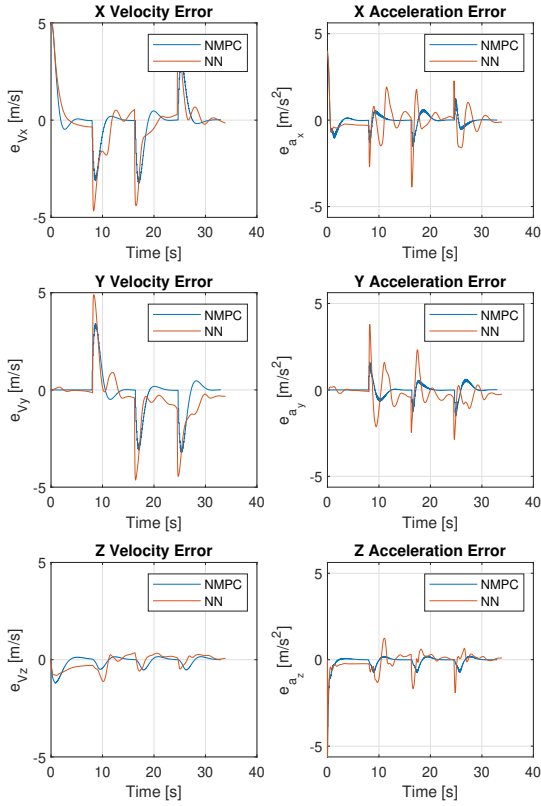 X Velocity Error
5
0
-5
0 10 20 30 40
Time [s]
e_Vx [m/s]
NMPC
NN
X Acceleration Error
5
0
-5
0 10 20 30 40
Time [s]
e_a_x [m/s²]
NMPC
NN
Y Velocity Error
5
0
-5
0 10 20 30 40
Time [s]
e_Vy [m/s]
NMPC
NN
Y Acceleration Error
5
0
-5
0 10 20 30 40
Time [s]
e_a_y [m/s²]
NMPC
NN
Z Velocity Error
5
0
-5
0 10 20 30 40
Time [s]
e_Vz [m/s]
NMPC
NN
Z Acceleration Error
5
0
-5
0 10 20 30 40
Time [s]
e_a_z [m/s²]
NMPC
NN